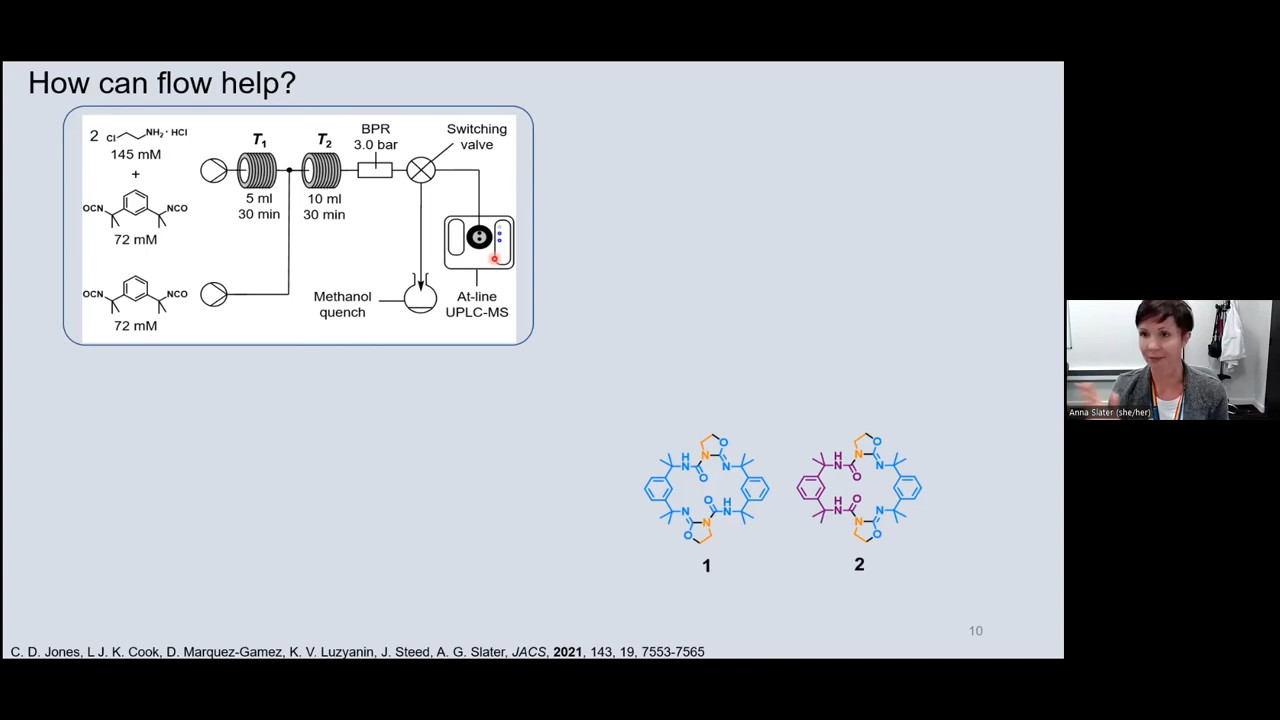 How can flow help?
2 Cl NH2 · HCl
145 mM
+
OCN NCO
72 mM
OCN NCO
72 mM
T1
5 ml
30 min
T2
10 ml
30 min
BPR
3.0 bar
Switching
valve
Methanol
quench
At-line
UPLC-MS
O
N
H
N
N
O
O
H
N
N
N
O
1
O
H
N
N
N
O
O
N
H
N
N
O
2
10
C. D. Jones, L J. K. Cook, D. Marquez-Gamez, K. V. Luzyanin, J. Steed, A. G. Slater, JACS, 2021, 143, 19, 7553-7565
Anna Slater (she/her)